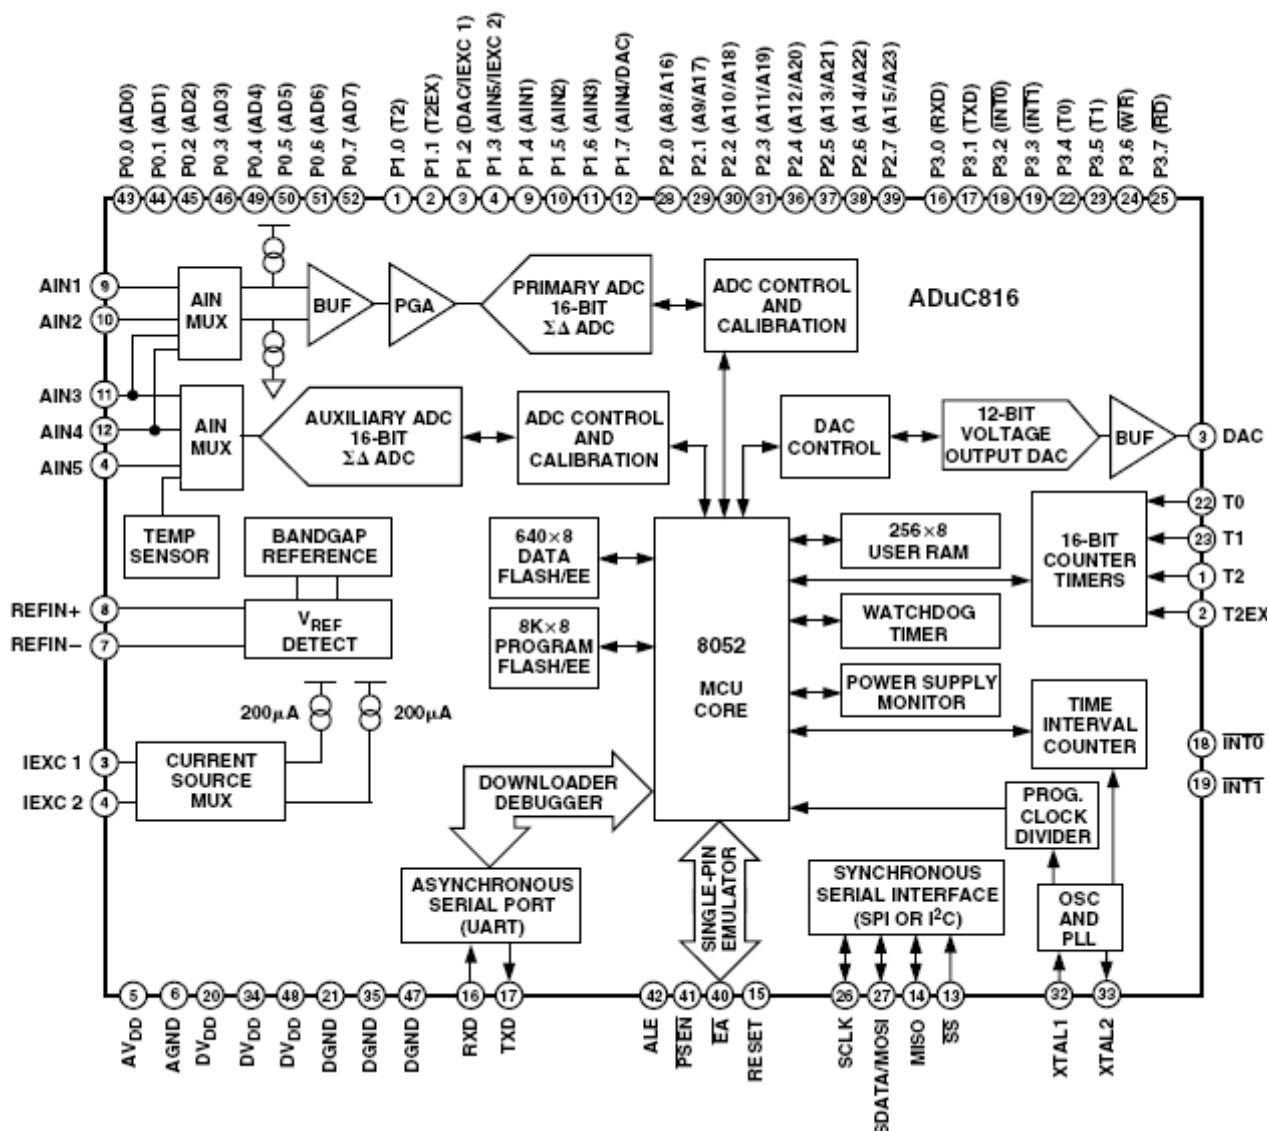 P0.0 (AD0)
P0.1 (AD1)
P0.2 (AD2)
P0.3 (AD3)
P0.4 (AD4)
P0.5 (AD5)
P0.6 (AD6)
P0.7 (AD7)
P1.0 (T2)
P1.1 (T2EX)
P1.2 (DAC/IEXC 1)
P1.3 (AIN5/IEXC 2)
P1.4 (AIN1)
P1.5 (AIN2)
P1.6 (AIN3)
P1.7 (AIN4/DAC)
P2.0 (A8/A16)
P2.1 (A9/A17)
P2.2 (A10/A18)
P2.3 (A11/A19)
P2.4 (A12/A20)
P2.5 (A13/A21)
P2.6 (A14/A22)
P2.7 (A15/A23)
P3.0 (RXD)
P3.1 (TXD)
P3.2 (INT0)
P3.3 (INT1)
P3.4 (T0)
P3.5 (T1)
P3.6 (WR)
P3.7 (RD)
43 44 45 46 49 50 51 52 1 2 3 4 9 10 11 12 28 29 30 31 36 37 38 39 16 17 18 19 22 23 24 25
ADuC816
AIN1 9
AIN2 10
AIN3 11
AIN4 12
AIN5 4
AIN
MUX
BUF
PGA
PRIMARY ADC
16-BIT
ΣΔ ADC
ADC CONTROL
AND
CALIBRATION
AIN
MUX
AUXILIARY ADC
16-BIT
ΣΔ ADC
ADC CONTROL
AND
CALIBRATION
DAC
CONTROL
12-BIT
VOLTAGE
OUTPUT DAC
BUF
3 DAC
TEMP
SENSOR
BANDGAP
REFERENCE
640×8
DATA
FLASH/EE
256×8
USER RAM
16-BIT
COUNTER
TIMERS
22 T0
23 T1
1 T2
2 T2EX
REFIN+ 8
REFIN− 7
VREF
DETECT
8K×8
PROGRAM
FLASH/EE
8052
MCU
CORE
WATCHDOG
TIMER
POWER SUPPLY
MONITOR
TIME
INTERVAL
COUNTER
18 INT0
19 INT1
200μA
200μA
IEXC 1 3
IEXC 2 4
CURRENT
SOURCE
MUX
DOWNLOADER
DEBUGGER
PROG.
CLOCK
DIVIDER
ASYNCHRONOUS
SERIAL PORT
(UART)
SINGLE-PIN
EMULATOR
SYNCHRONOUS
SERIAL INTERFACE
(SPI OR I²C)
OSC
AND
PLL
5 6 20 34 48 21 35 47 16 17 42 41 40 15 26 27 14 13 32 33
AVDD
AGND
DVDD
DVDD
DVDD
DGND
DGND
DGND
RXD
TXD
ALE
PSEN
EA
RESET
SCLK
SDATA/MOSI
MISO
SS
XTAL1
XTAL2